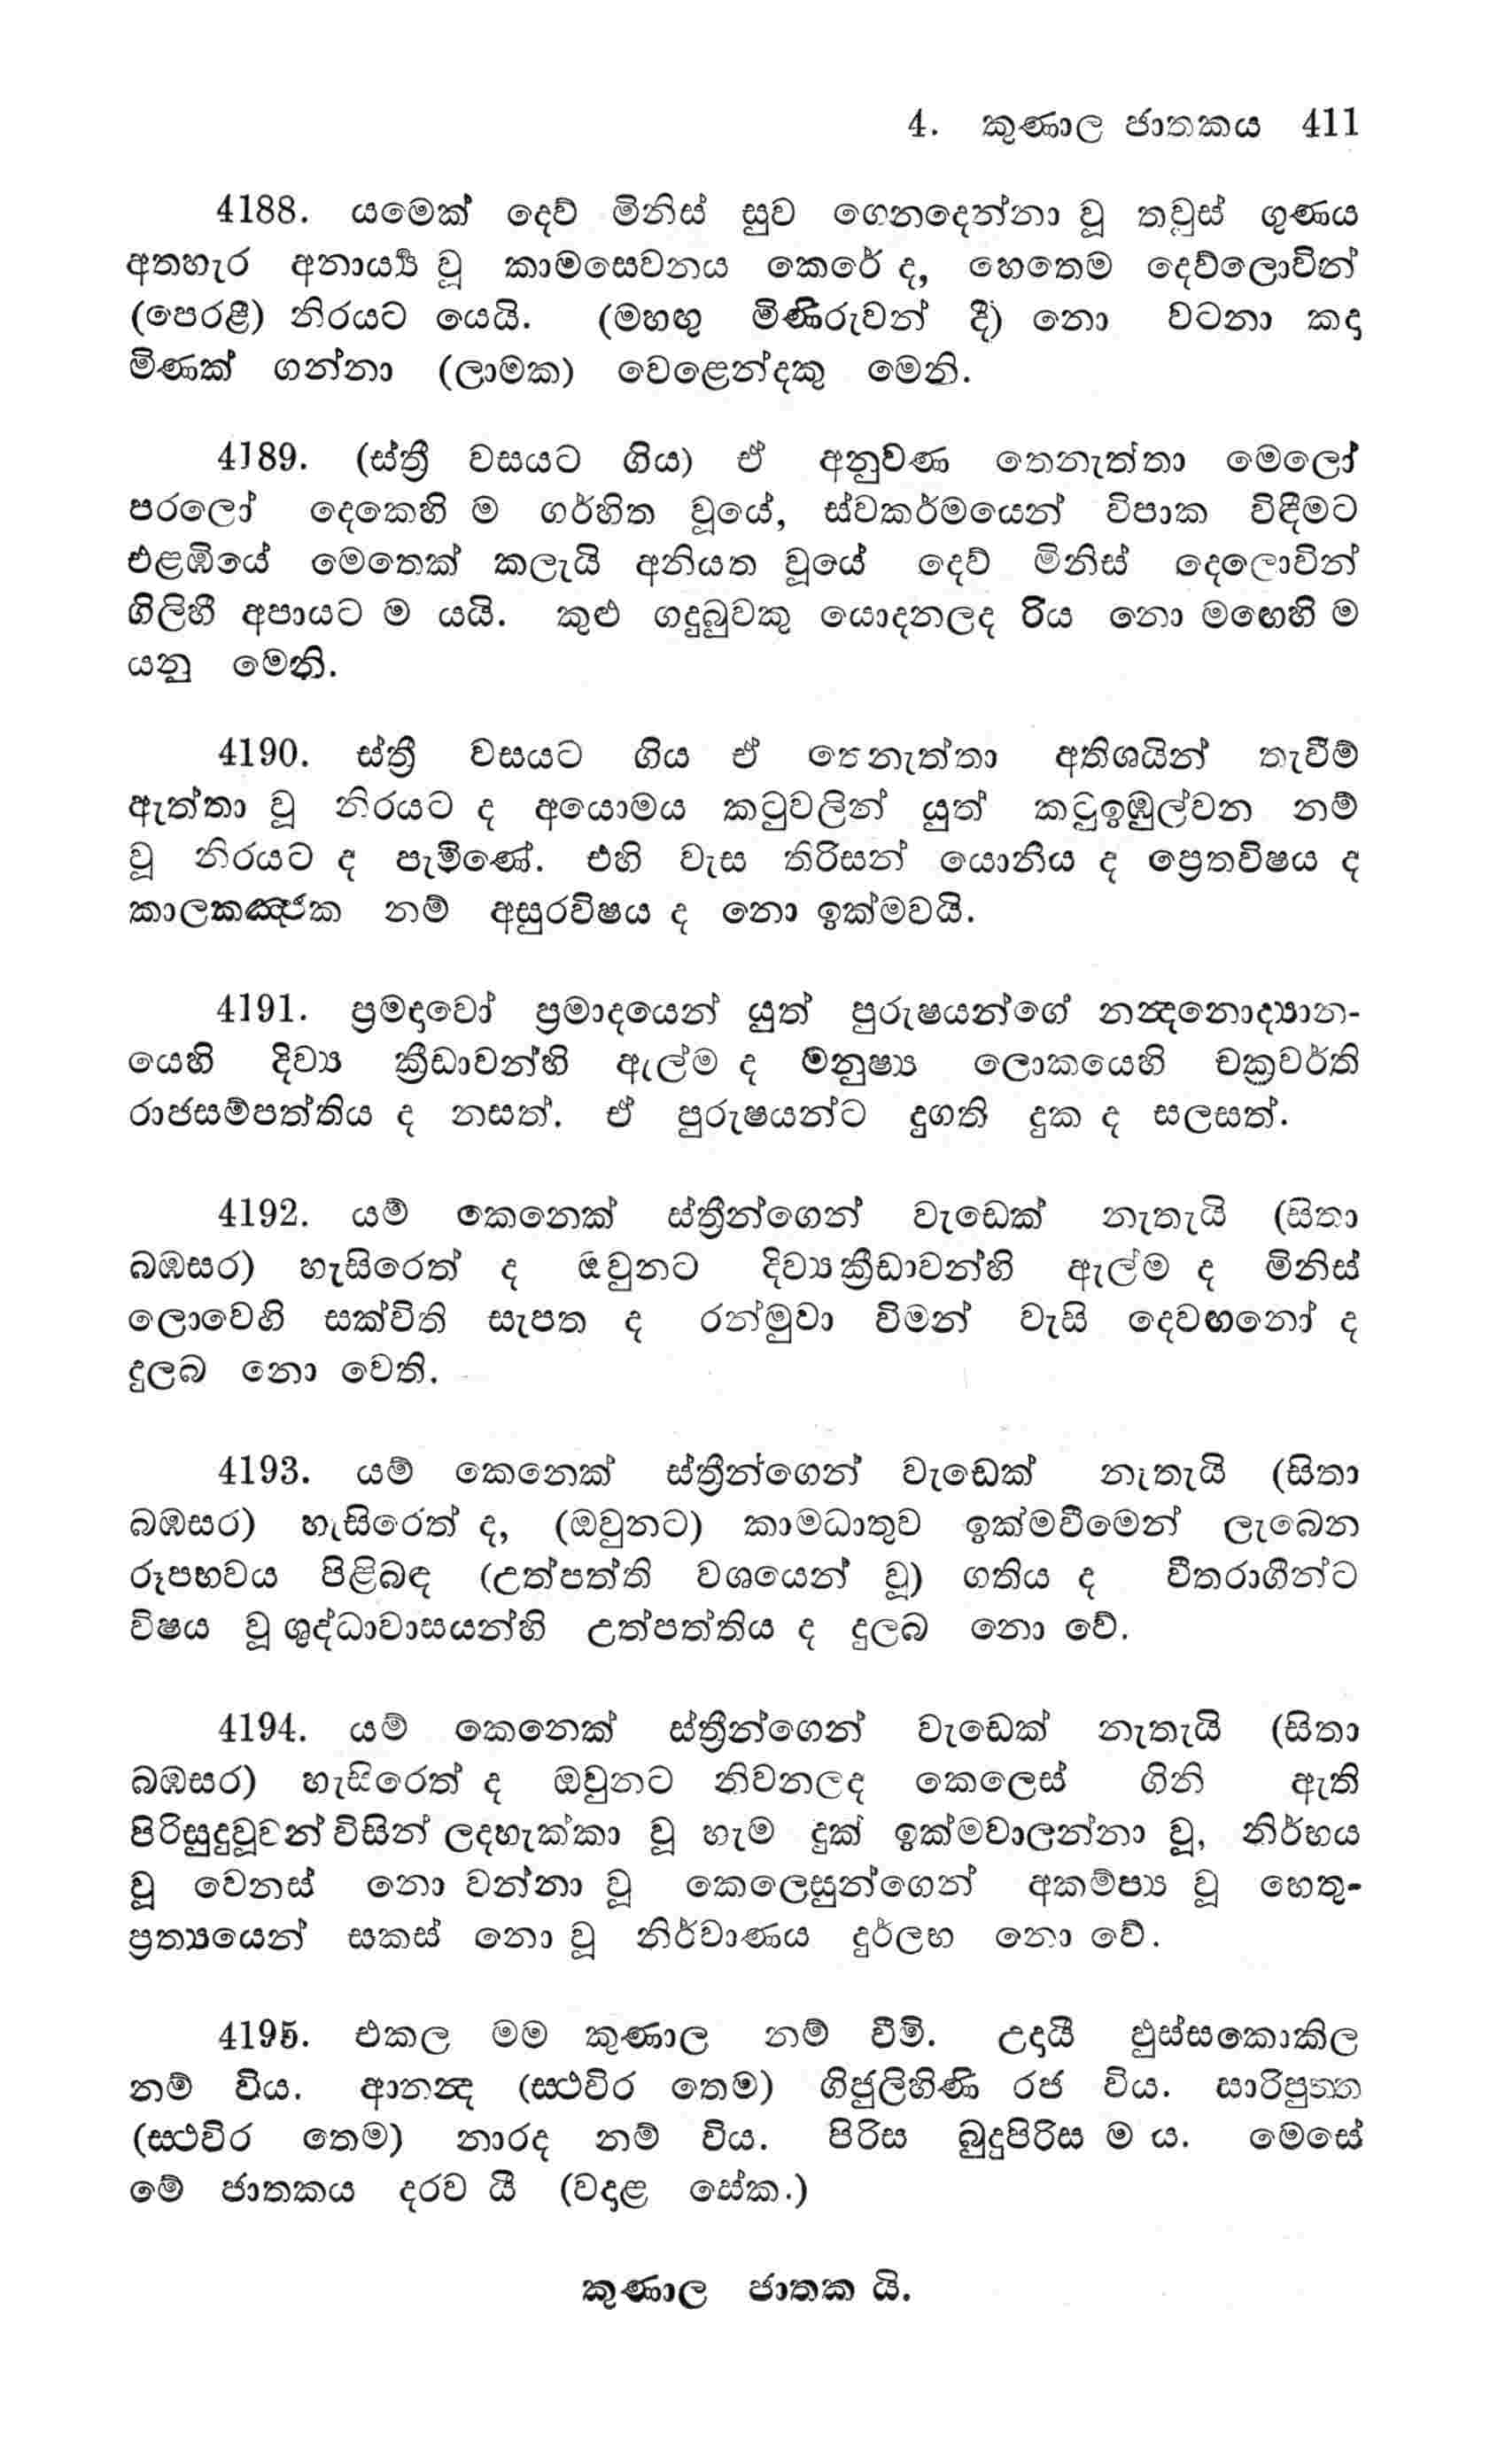 4. කුණාල ජාතකය 411
4188. යමෙක් දෙව් මිනිස් සුව ගෙනදෙන්නා වූ තවුස් ගුණය
අතහැර අනාර්‍ය්‍ය වූ කාමසෙවනය කෙරේ ද, හෙතෙම දෙව්ලොවින්
(පෙරළී) නිරයට යෙයි. (මහඟු මිණිරුවන් දී) නො වටනා කද
මිණක් ගන්නා (ලාමක) වෙළෙන්දකු මෙනි.
4189. (ස්ත්‍රී වසයට ගිය) ඒ අනුවණ තෙනැත්තා මෙලෝ
පරලෝ දෙකෙහි ම ගර්හිත වූයේ, ස්වකර්මයෙන් විපාක විඳීමට
එළඹියේ මෙතෙක් කලැයි අනියත වූයේ දෙව් මිනිස් දෙලොවින්
ගිලිහී අපායට ම යයි. කුළු ගදුබුවකු යොදනලද රිය නො මඟෙහි ම
යනු මෙනි.
4190. ස්ත්‍රී වසයට ගිය ඒ තෙනැත්තා අතිශයින් තැවීම්
ඇත්තා වූ නිරයට ද අයොමය කටුවලින් යුත් කටුඉඹුල්වන නම්
වූ නිරයට ද පැමිණේ. එහි වැස තිරිසන් යොනිය ද ප්‍රෙතවිෂය ද
කාලකඤ්ජක නම් අසුරවිෂය ද නො ඉක්මවයි.
4191. ප්‍රමදාවෝ ප්‍රමාදයෙන් යුත් පුරුෂයන්ගේ නන්‍දනොද්‍යාන-
යෙහි දිව්‍ය ක්‍රීඩාවන්හි ඇල්ම ද මනුෂ්‍ය ලොකයෙහි චක්‍රවර්ති
රාජසම්පත්තිය ද නසත්. ඒ පුරුෂයන්ට දුගති දුක ද සලසත්.
4192. යම් කෙනෙක් ස්ත්‍රීන්ගෙන් වැඩෙක් නැතැයි (සිතා
බඹසර) හැසිරෙත් ද ඔවුනට දිව්‍යක්‍රීඩාවන්හි ඇල්ම ද මිනිස්
ලොවෙහි සක්විති සැපත ද රන්මුවා විමන් වැසි දෙවඟනෝ ද
දුලබ නො වෙති.
4193. යම් කෙනෙක් ස්ත්‍රීන්ගෙන් වැඩෙක් නැතැයි (සිතා
බඹසර) හැසිරෙත් ද, (ඔවුනට) කාමධාතුව ඉක්මවීමෙන් ලැබෙන
රූපභවය පිළිබඳ (උත්පත්ති වශයෙන් වූ) ගතිය ද වීතරාගීන්ට
විෂය වූ ශුද්ධාවාසයන්හි උත්පත්තිය ද දුලබ නො වේ.
4194. යම් කෙනෙක් ස්ත්‍රීන්ගෙන් වැඩෙක් නැතැයි (සිතා
බඹසර) හැසිරෙත් ද ඔවුනට නිවනලද කෙලෙස් ගිනි ඇති
පිරිසුදුවූවන් විසින් ලදහැක්කා වූ හැම දුක් ඉක්මවාලන්නා වූ, නිර්භය
වූ වෙනස් නො වන්නා වූ කෙලෙසුන්ගෙන් අකම්ප්‍ය වූ හෙතු-
ප්‍රත්‍යයෙන් සකස් නො වූ නිර්වාණය දුර්ලභ නො වේ.
4195. එකල මම කුණාල නම් වීමි. උදායී ඵුස්සකොකිල
නම් විය. ආනන්‍ද (ස්‍ථවිර තෙම) ගිජුලිහිණි රජ විය. සාරිපුත්‍ත
(ස්‍ථවිර තෙම) නාරද නම් විය. පිරිස බුදුපිරිස ම ය. මෙසේ
මේ ජාතකය දරව යී (වදාළ සේක.)
කුණාල ජාතක යි.